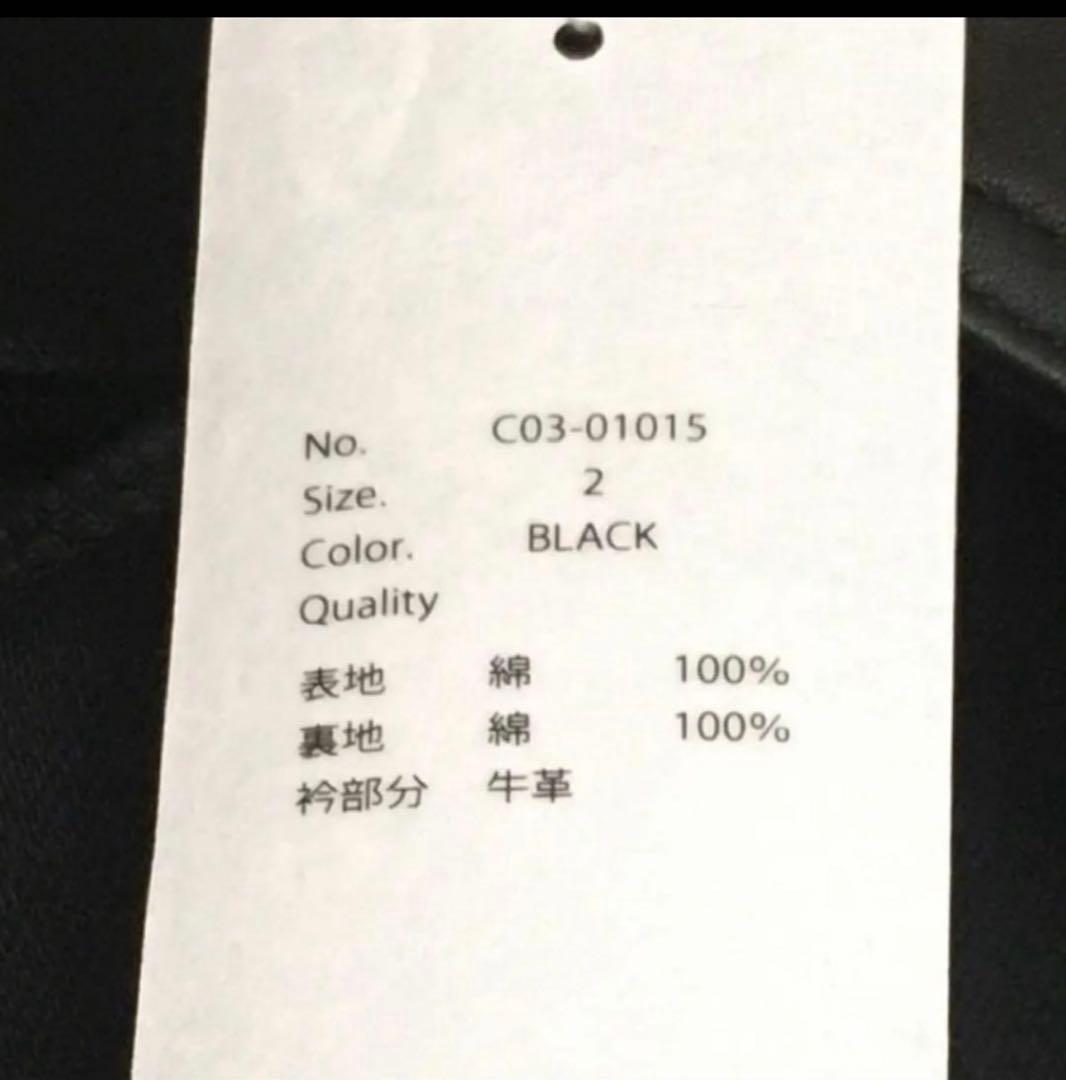 No. C03-01015
Size. 2
Color. BLACK
Quality
表地 綿 100%
裏地 綿 100%
衿部分 牛革